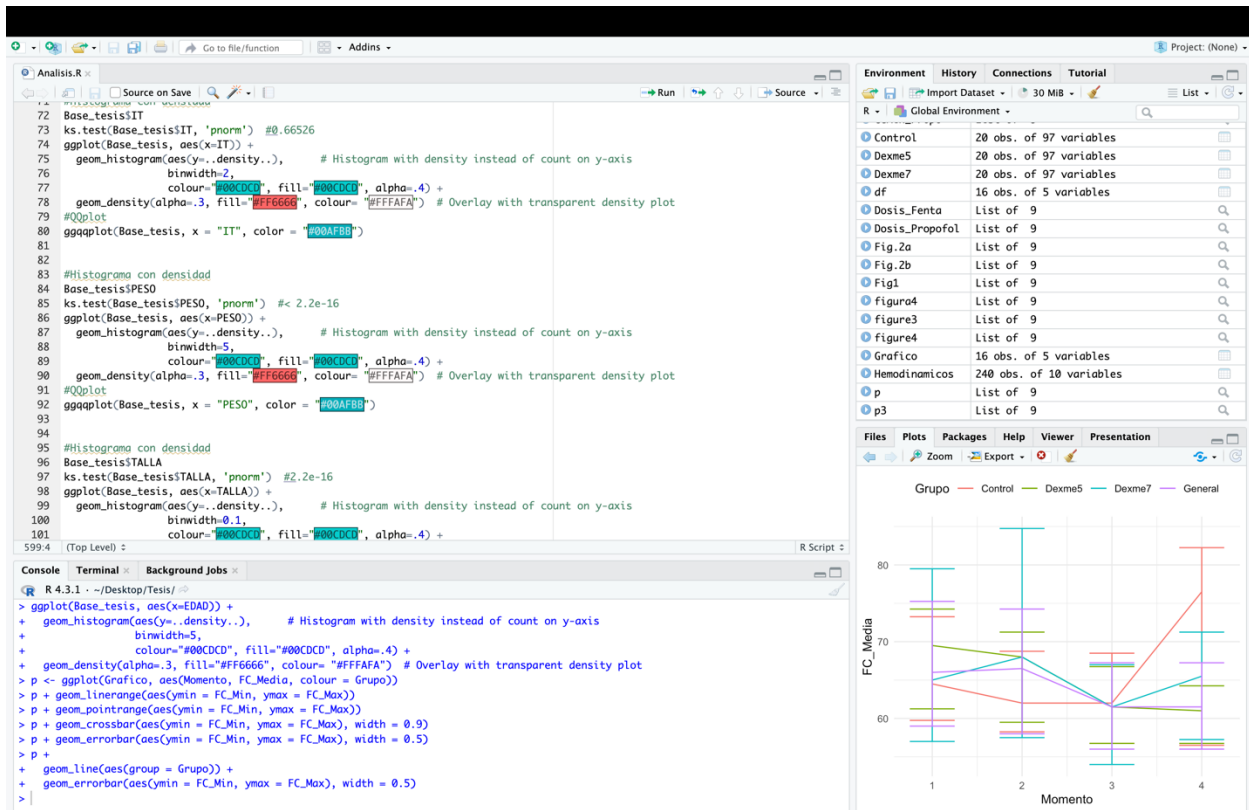 Go to file/function
Addins
Project: (None)
Analisis.R
Source on Save
Run
Source
71 #Histograma con densidad
72 Base_tesis$IT
73 ks.test(Base_tesis$IT, 'pnorm')  #0.66526
74 ggplot(Base_tesis, aes(x=IT)) +
75   geom_histogram(aes(y=..density..),      # Histogram with density instead of count on y-axis
76                  binwidth=2,
77                  colour="#00CDCD", fill="#00CDCD", alpha=.4) +
78   geom_density(alpha=.3, fill="#FF6666", colour= "#FFFAFA")  # Overlay with transparent density plot
79 #QQplot
80 ggqqplot(Base_tesis, x = "IT", color = "#00AFBB")
81
82
83 #Histograma con densidad
84 Base_tesis$PESO
85 ks.test(Base_tesis$PESO, 'pnorm')  #< 2.2e-16
86 ggplot(Base_tesis, aes(x=PESO)) +
87   geom_histogram(aes(y=..density..),      # Histogram with density instead of count on y-axis
88                  binwidth=5,
89                  colour="#00CDCD", fill="#00CDCD", alpha=.4) +
90   geom_density(alpha=.3, fill="#FF6666", colour= "#FFFAFA")  # Overlay with transparent density plot
91 #QQplot
92 ggqqplot(Base_tesis, x = "PESO", color = "#00AFBB")
93
94
95 #Histograma con densidad
96 Base_tesis$TALLA
97 ks.test(Base_tesis$TALLA, 'pnorm')  #2.2e-16
98 ggplot(Base_tesis, aes(x=TALLA)) +
99   geom_histogram(aes(y=..density..),      # Histogram with density instead of count on y-axis
100                  binwidth=0.1,
101                  colour="#00CDCD", fill="#00CDCD", alpha=.4) +
599:4 (Top Level)
R Script
Console Terminal Background Jobs
R 4.3.1 · ~/Desktop/Tesis/
> ggplot(Base_tesis, aes(x=EDAD)) +
+   geom_histogram(aes(y=..density..),      # Histogram with density instead of count on y-axis
+                  binwidth=5,
+                  colour="#00CDCD", fill="#00CDCD", alpha=.4) +
+   geom_density(alpha=.3, fill="#FF6666", colour= "#FFFAFA")  # Overlay with transparent density plot
> p <- ggplot(Grafico, aes(Momento, FC_Media, colour = Grupo))
> p + geom_linerange(aes(ymin = FC_Min, ymax = FC_Max))
> p + geom_pointrange(aes(ymin = FC_Min, ymax = FC_Max))
> p + geom_crossbar(aes(ymin = FC_Min, ymax = FC_Max), width = 0.9)
> p + geom_errorbar(aes(ymin = FC_Min, ymax = FC_Max), width = 0.5)
> p +
+   geom_line(aes(group = Grupo)) +
+   geom_errorbar(aes(ymin = FC_Min, ymax = FC_Max), width = 0.5)
>
Environment History Connections Tutorial
Import Dataset 30 MiB List
R Global Environment
Control 20 obs. of 97 variables
Dexme5 20 obs. of 97 variables
Dexme7 20 obs. of 97 variables
df 16 obs. of 5 variables
Dosis_Fenta List of 9
Dosis_Propofol List of 9
Fig.2a List of 9
Fig.2b List of 9
Fig1 List of 9
figura4 List of 9
figure3 List of 9
figure4 List of 9
Grafico 16 obs. of 5 variables
Hemodinamicos 240 obs. of 10 variables
p List of 9
p3 List of 9
Files Plots Packages Help Viewer Presentation
Zoom Export
Grupo Control Dexme5 Dexme7 General
80
70
60
FC_Media
1 2 3 4
Momento